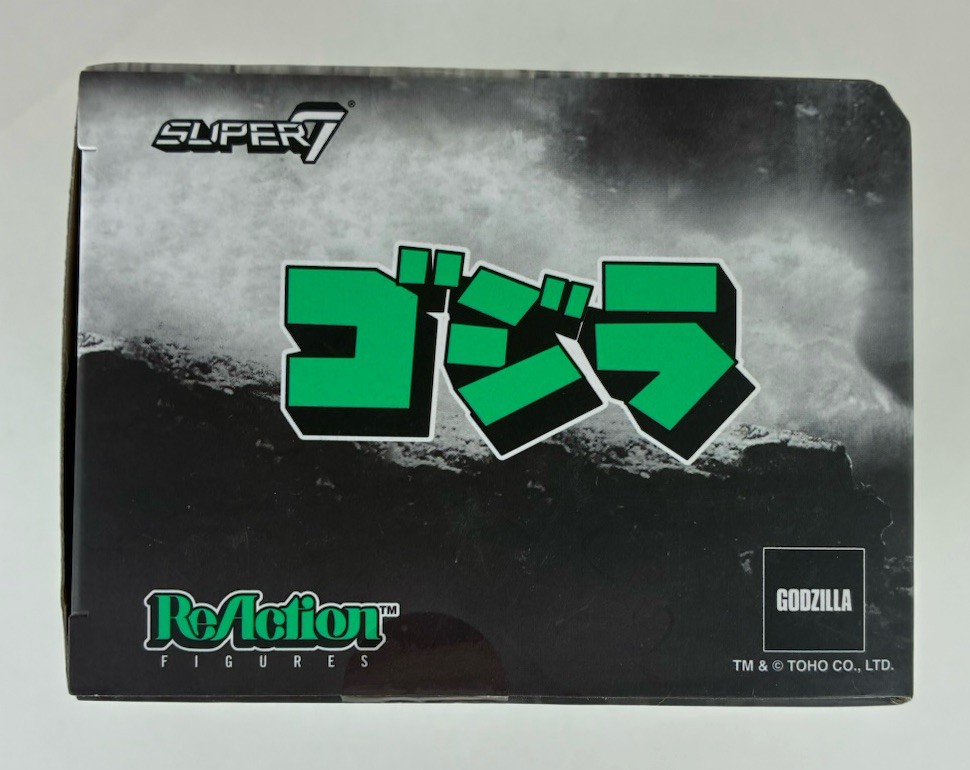 SUPER7®
ゴジラ
ReAction™
FIGURES
GODZILLA
TM & © TOHO CO., LTD.